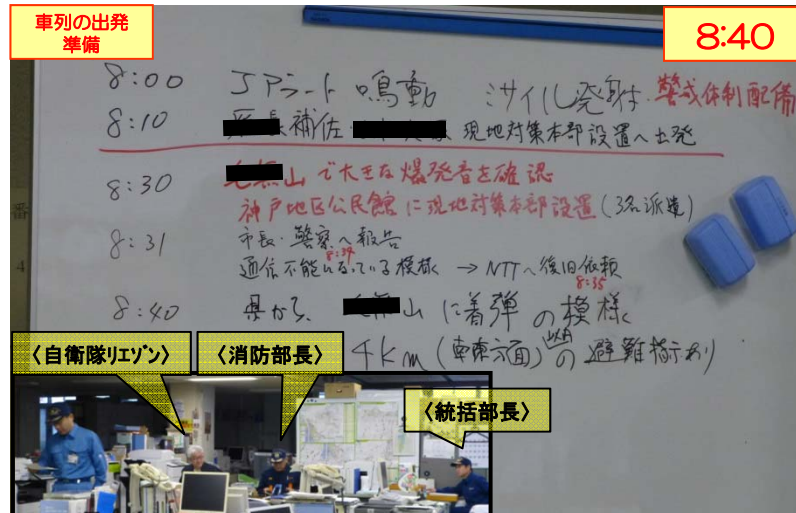 車列の出発
準備
8:40
8:00 Jアラート 鳴動 ミサイル発射. 警戒体制配備
8:10 補佐 現地対策本部設置へ出発
8:30 山で大きな爆発音を確認
神戸地区公民館に現地対策本部設置(3名派遣)
8:31 市長・警察へ報告
8:34
通信不能になっている模様 → NTTへ復旧依頼
8:35
8:40 県から、山に着弾の模様
4km(東方面)の避難指示あり
〈自衛隊リエゾン〉
〈消防部長〉
〈統括部長〉